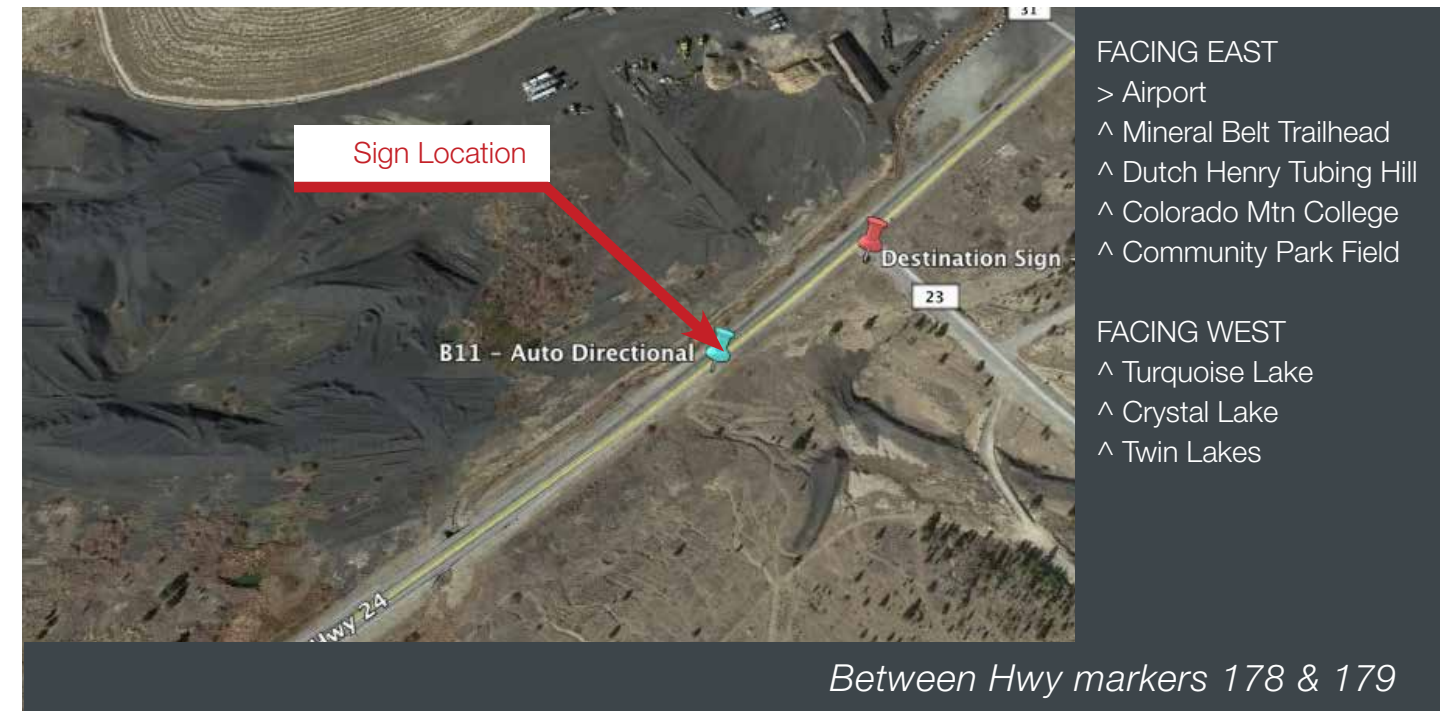 31
Sign Location
Destination Sign -
23
B11 - Auto Directional
Hwy 24
FACING EAST
> Airport
^ Mineral Belt Trailhead
^ Dutch Henry Tubing Hill
^ Colorado Mtn College
^ Community Park Field
FACING WEST
^ Turquoise Lake
^ Crystal Lake
^ Twin Lakes
Between Hwy markers 178 & 179